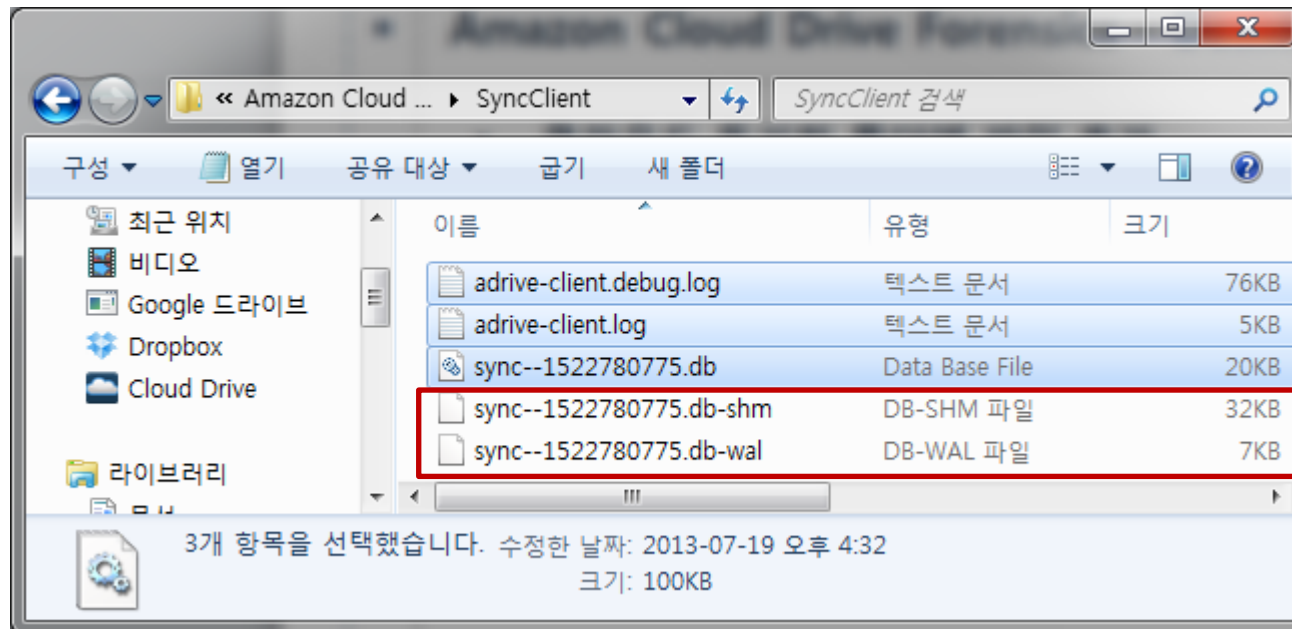 Amazon Cloud Drive Forensic
« Amazon Cloud ... ▸ SyncClient
SyncClient 검색
구성 열기 공유 대상 굽기 새 폴더
최근 위치
비디오
Google 드라이브
Dropbox
Cloud Drive
라이브러리
이름 유형 크기
adrive-client.debug.log 텍스트 문서 76KB
adrive-client.log 텍스트 문서 5KB
sync--1522780775.db Data Base File 20KB
sync--1522780775.db-shm DB-SHM 파일 32KB
sync--1522780775.db-wal DB-WAL 파일 7KB
3개 항목을 선택했습니다. 수정한 날짜: 2013-07-19 오후 4:32
크기: 100KB